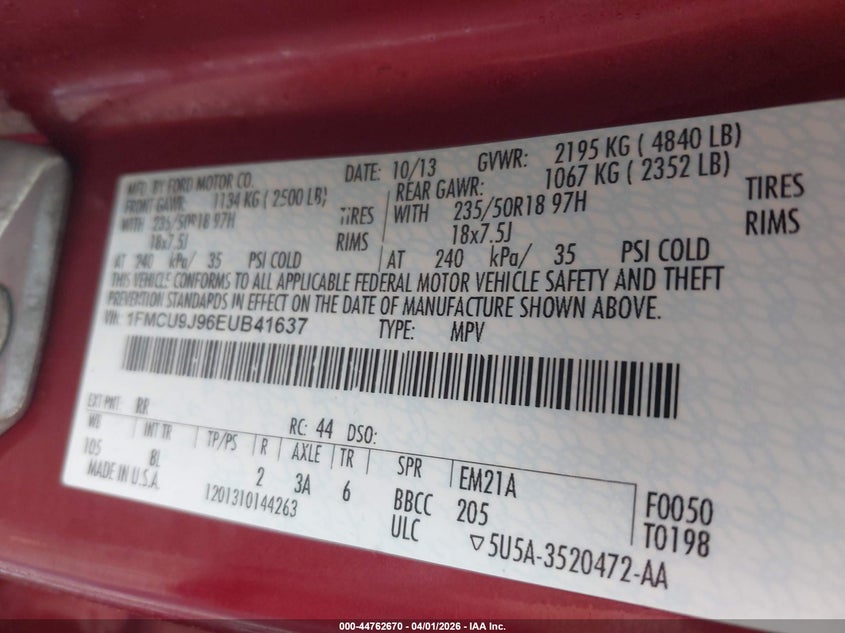 MFD. BY FORD MOTOR CO. DATE: 10/13 GVWR: 2195 KG ( 4840 LB)
FRONT GAWR: 1134 KG ( 2500 LB) REAR GAWR: 1067 KG ( 2352 LB)
WITH 235/50R18 97H TIRES WITH 235/50R18 97H TIRES
18x7.5J RIMS 18x7.5J RIMS
AT 240 kPa/ 35 PSI COLD AT 240 kPa/ 35 PSI COLD
THIS VEHICLE CONFORMS TO ALL APPLICABLE FEDERAL MOTOR VEHICLE SAFETY AND THEFT
PREVENTION STANDARDS IN EFFECT ON THE DATE OF MANUFACTURE SHOWN ABOVE.
VIN: 1FMCU9J96EUB41637 TYPE: MPV
EXT PNT: RR RC: 44 DSO:
WB INT TR TP/PS R AXLE TR SPR EM21A F0050
105 8L 2 3A 6 BBCC 205 T0198
MADE IN U.S.A. 1201310144263 ULC ▽5U5A-3520472-AA
000-44762670 - 04/01/2026 - IAA Inc.